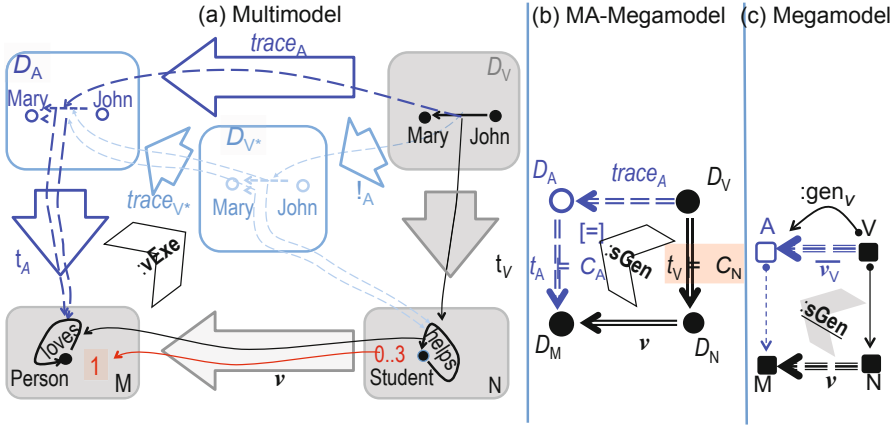 (a) Multimodel
trace_A
D_A
Mary
John
D_V
Mary
John
D_V*
Mary
John
trace_V*
!_A
t_A
:vExe
t_V
loves
Person
1
M
v
0..3
helps
Student
N
(b) MA-Megamodel
D_A
trace_A
D_V
[=]
t_A = C_A
:sGen
t_V = C_N
D_M
v
D_N
(c) Megamodel
:gen_v
A
V
v_V
:sGen
M
v
N